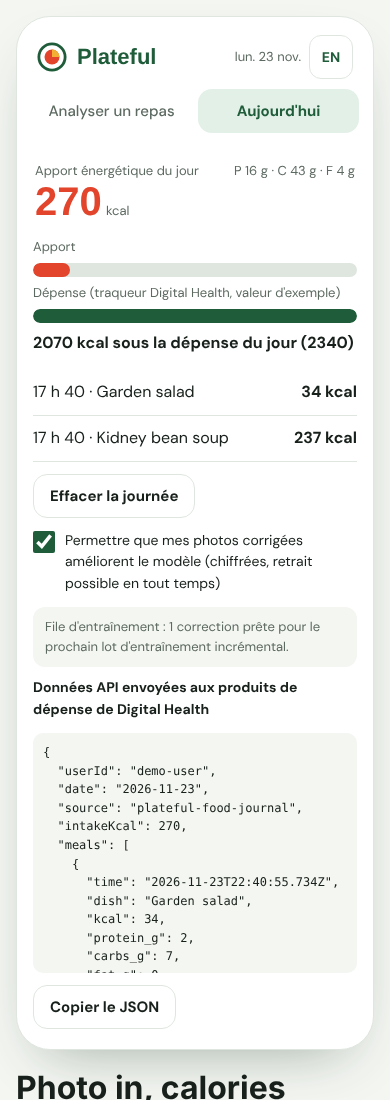 Plateful
lun. 23 nov.
EN
Analyser un repas
Aujourd'hui
Apport énergétique du jour
P 16 g · C 43 g · F 4 g
270 kcal
Apport
Dépense (traqueur Digital Health, valeur d'exemple)
2070 kcal sous la dépense du jour (2340)
17 h 40 · Garden salad
34 kcal
17 h 40 · Kidney bean soup
237 kcal
Effacer la journée
Permettre que mes photos corrigées
améliorent le modèle (chiffrées, retrait
possible en tout temps)
File d'entraînement : 1 correction prête pour le
prochain lot d'entraînement incrémental.
Données API envoyées aux produits de
dépense de Digital Health
{
"userId": "demo-user",
"date": "2026-11-23",
"source": "plateful-food-journal",
"intakeKcal": 270,
"meals": [
{
"time": "2026-11-23T22:40:55.734Z",
"dish": "Garden salad",
"kcal": 34,
"protein_g": 2,
"carbs_g": 7,
Copier le JSON
Photo in, calories